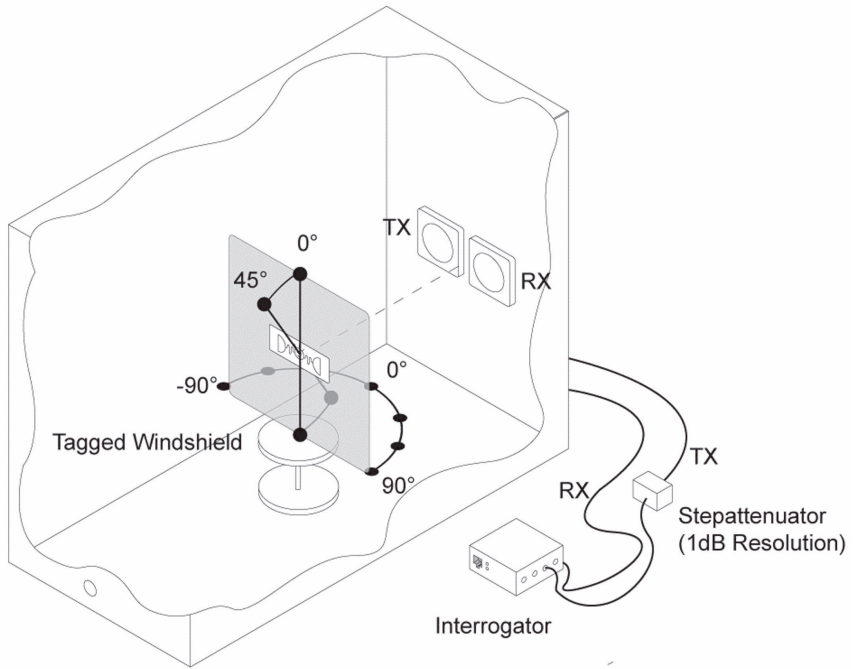 TX
0°
45°
RX
0°
-90°
Tagged Windshield
90°
TX
RX
Stepattenuator
(1dB Resolution)
Interrogator